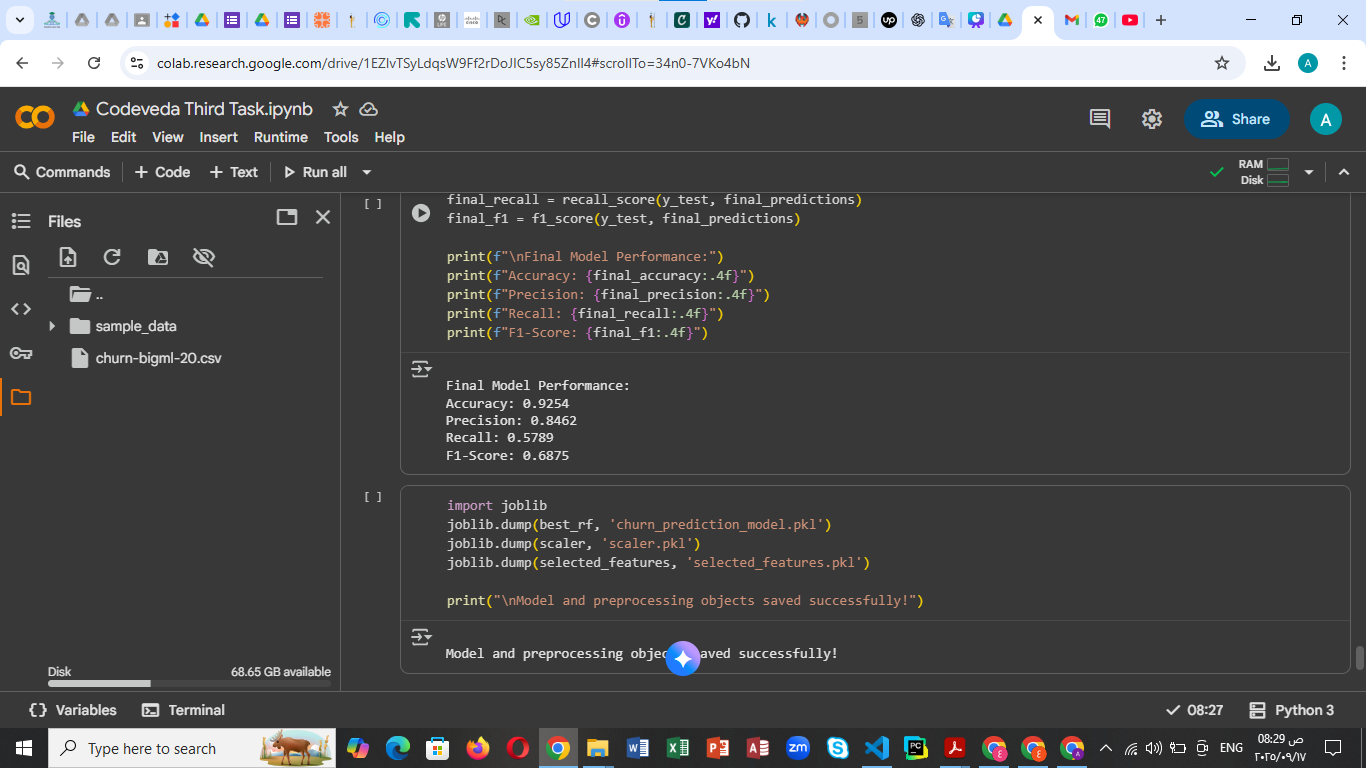 colab.research.google.com/drive/1EZIvTSyLdqsW9Ff2rDoJIC5sy85ZnIl4#scrollTo=34n0-7VKo4bN
A
Codeveda Third Task.ipynb
File Edit View Insert Runtime Tools Help
Share
A
Commands + Code + Text Run all
RAM
Disk
Files
..
sample_data
churn-bigml-20.csv
Disk 68.65 GB available
[ ]
final_recall = recall_score(y_test, final_predictions)
final_f1 = f1_score(y_test, final_predictions)
print(f"\nFinal Model Performance:")
print(f"Accuracy: {final_accuracy:.4f}")
print(f"Precision: {final_precision:.4f}")
print(f"Recall: {final_recall:.4f}")
print(f"F1-Score: {final_f1:.4f}")
Final Model Performance:
Accuracy: 0.9254
Precision: 0.8462
Recall: 0.5789
F1-Score: 0.6875
[ ]
import joblib
joblib.dump(best_rf, 'churn_prediction_model.pkl')
joblib.dump(scaler, 'scaler.pkl')
joblib.dump(selected_features, 'selected_features.pkl')
print("\nModel and preprocessing objects saved successfully!")
Model and preprocessing saved successfully!
{} Variables Terminal
08:27 Python 3
Type here to search
ENG
08:29 ص
٢٠٢٥/٠٩/١٧